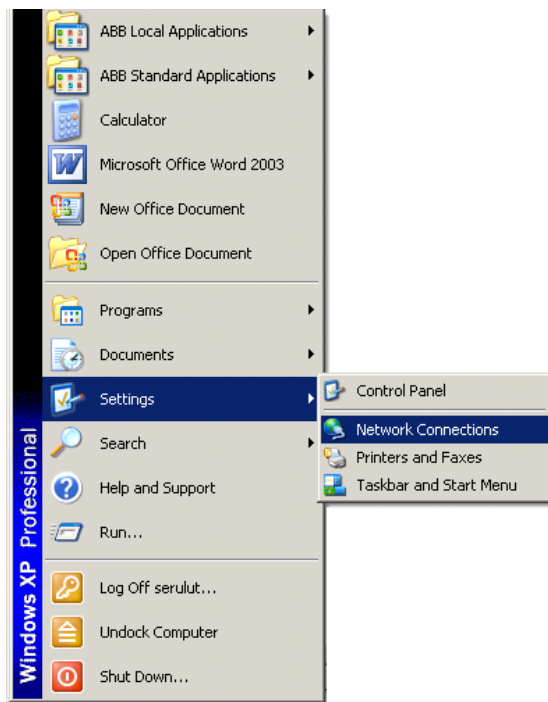 ABB Local Applications
ABB Standard Applications
Calculator
Microsoft Office Word 2003
New Office Document
Open Office Document
Programs
Documents
Settings
Search
Help and Support
Run...
Log Off serulut...
Undock Computer
Shut Down...
Control Panel
Network Connections
Printers and Faxes
Taskbar and Start Menu
Windows XP Professional